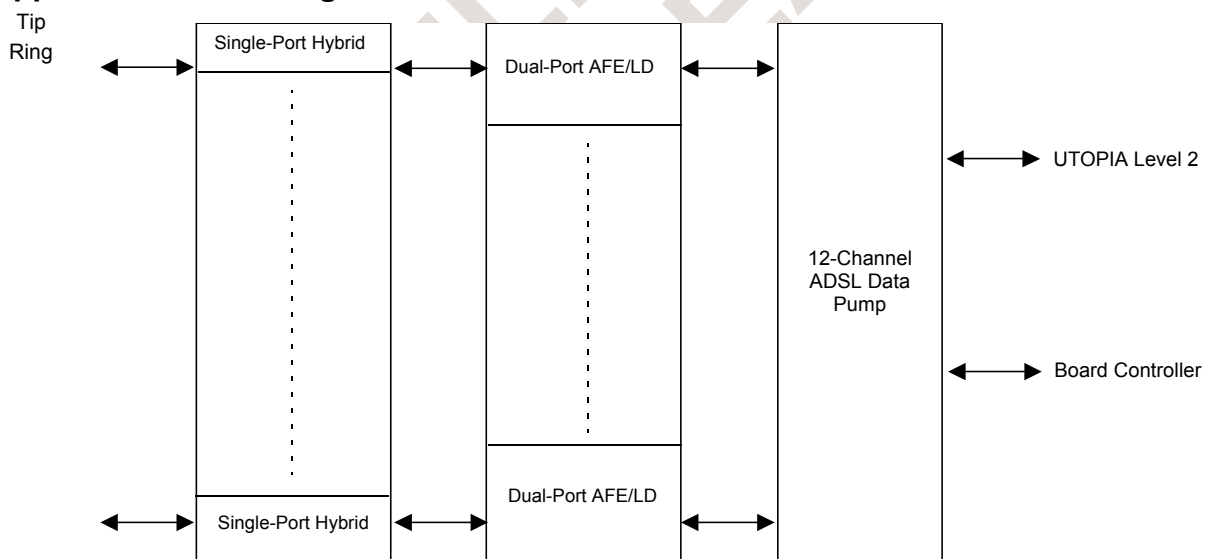 Tip
Ring
Single-Port Hybrid
Dual-Port AFE/LD
UTOPIA Level 2
12-Channel
ADSL Data
Pump
Board Controller
Dual-Port AFE/LD
Single-Port Hybrid